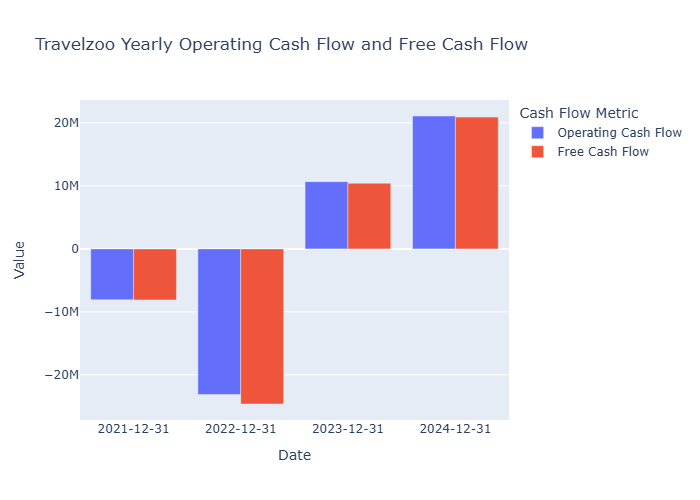 Travelzoo Yearly Operating Cash Flow and Free Cash Flow
Cash Flow Metric
Operating Cash Flow
Free Cash Flow
20M
10M
0
−10M
−20M
Value
2021-12-31
2022-12-31
2023-12-31
2024-12-31
Date